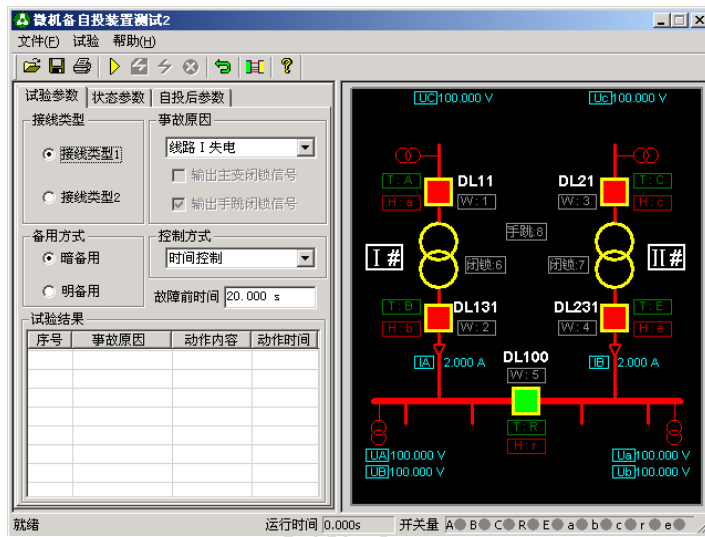 微机备自投装置测试2
文件(F) 试验 帮助(H)
试验参数 状态参数 自投后参数
接线类型
接线类型1
接线类型2
事故原因
线路Ⅰ失电
输出主变闭锁信号
输出手跳闭锁信号
备用方式
暗备用
明备用
控制方式
时间控制
故障前时间 20.000 s
试验结果
序号 事故原因 动作内容 动作时间
UC 100.000 V Uc 100.000 V
T:A DL11 DL21 T:C
H:a W:1 W:3 H:c
手跳:8
I# 闭锁:6 闭锁:7 II#
T:B DL131 DL231 T:E
H:b W:2 W:4 H:e
IA 2.000 A DL100 IB 2.000 A
W:5
T:R
H:r
UA 100.000 V Ua 100.000 V
UB 100.000 V Ub 100.000 V
就绪 运行时间 0.000s 开关量 A B C R E a b c r e